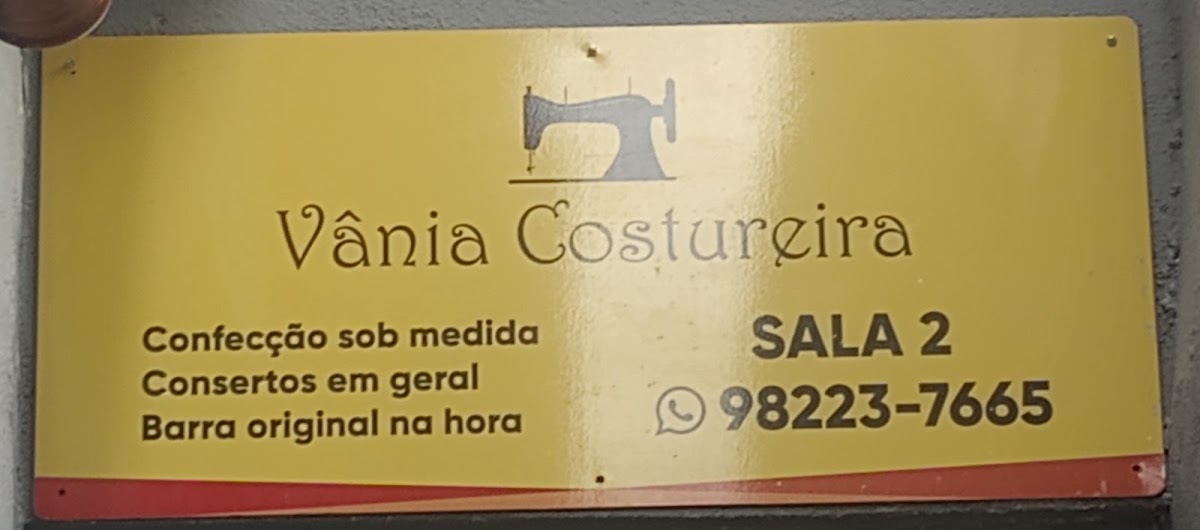 Vânia Costureira
Confecção sob medida
Consertos em geral
Barra original na hora
SALA 2
98223-7665